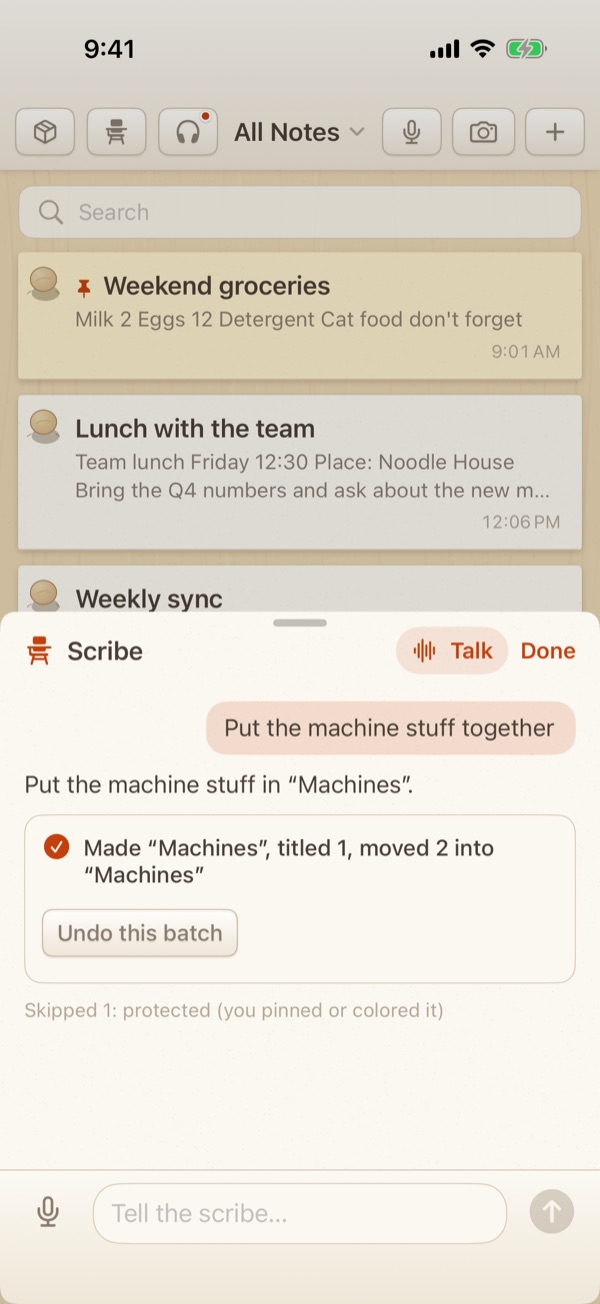 9:41
All Notes
Search
Weekend groceries
Milk 2 Eggs 12 Detergent Cat food don't forget
9:01 AM
Lunch with the team
Team lunch Friday 12:30 Place: Noodle House
Bring the Q4 numbers and ask about the new m...
12:06 PM
Weekly sync
Scribe
Talk
Done
Put the machine stuff together
Put the machine stuff in “Machines”.
Made “Machines”, titled 1, moved 2 into
“Machines”
Undo this batch
Skipped 1: protected (you pinned or colored it)
Tell the scribe...